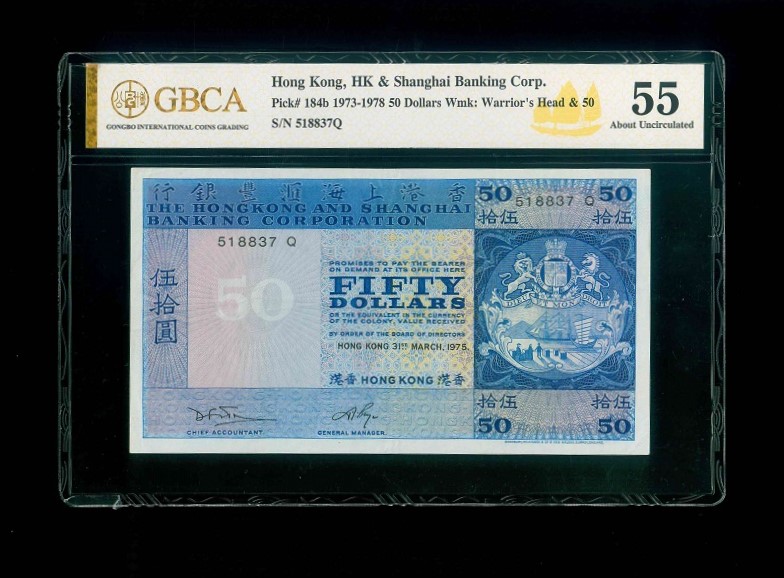 GBCA
GONGBO INTERNATIONAL COINS GRADING
Hong Kong, HK & Shanghai Banking Corp.
Pick# 184b 1973-1978 50 Dollars Wmk: Warrior's Head & 50
S/N 518837Q
55
About Uncirculated
行銀豐滙海上港香
THE HONGKONG AND SHANGHAI
BANKING CORPORATION
50 518837 Q 50
拾伍 拾伍
518837 Q
伍拾圓
50
PROMISES TO PAY THE BEARER
ON DEMAND AT ITS OFFICE HERE
FIFTY
DOLLARS
OR THE EQUIVALENT IN THE CURRENCY
OF THE COLONY, VALUE RECEIVED
BY ORDER OF THE BOARD OF DIRECTORS
HONG KONG 31ST MARCH, 1975.
港香 HONG KONG 港香
DIEU ET MON DROIT
拾伍 拾伍
50 50
CHIEF ACCOUNTANT.
GENERAL MANAGER.